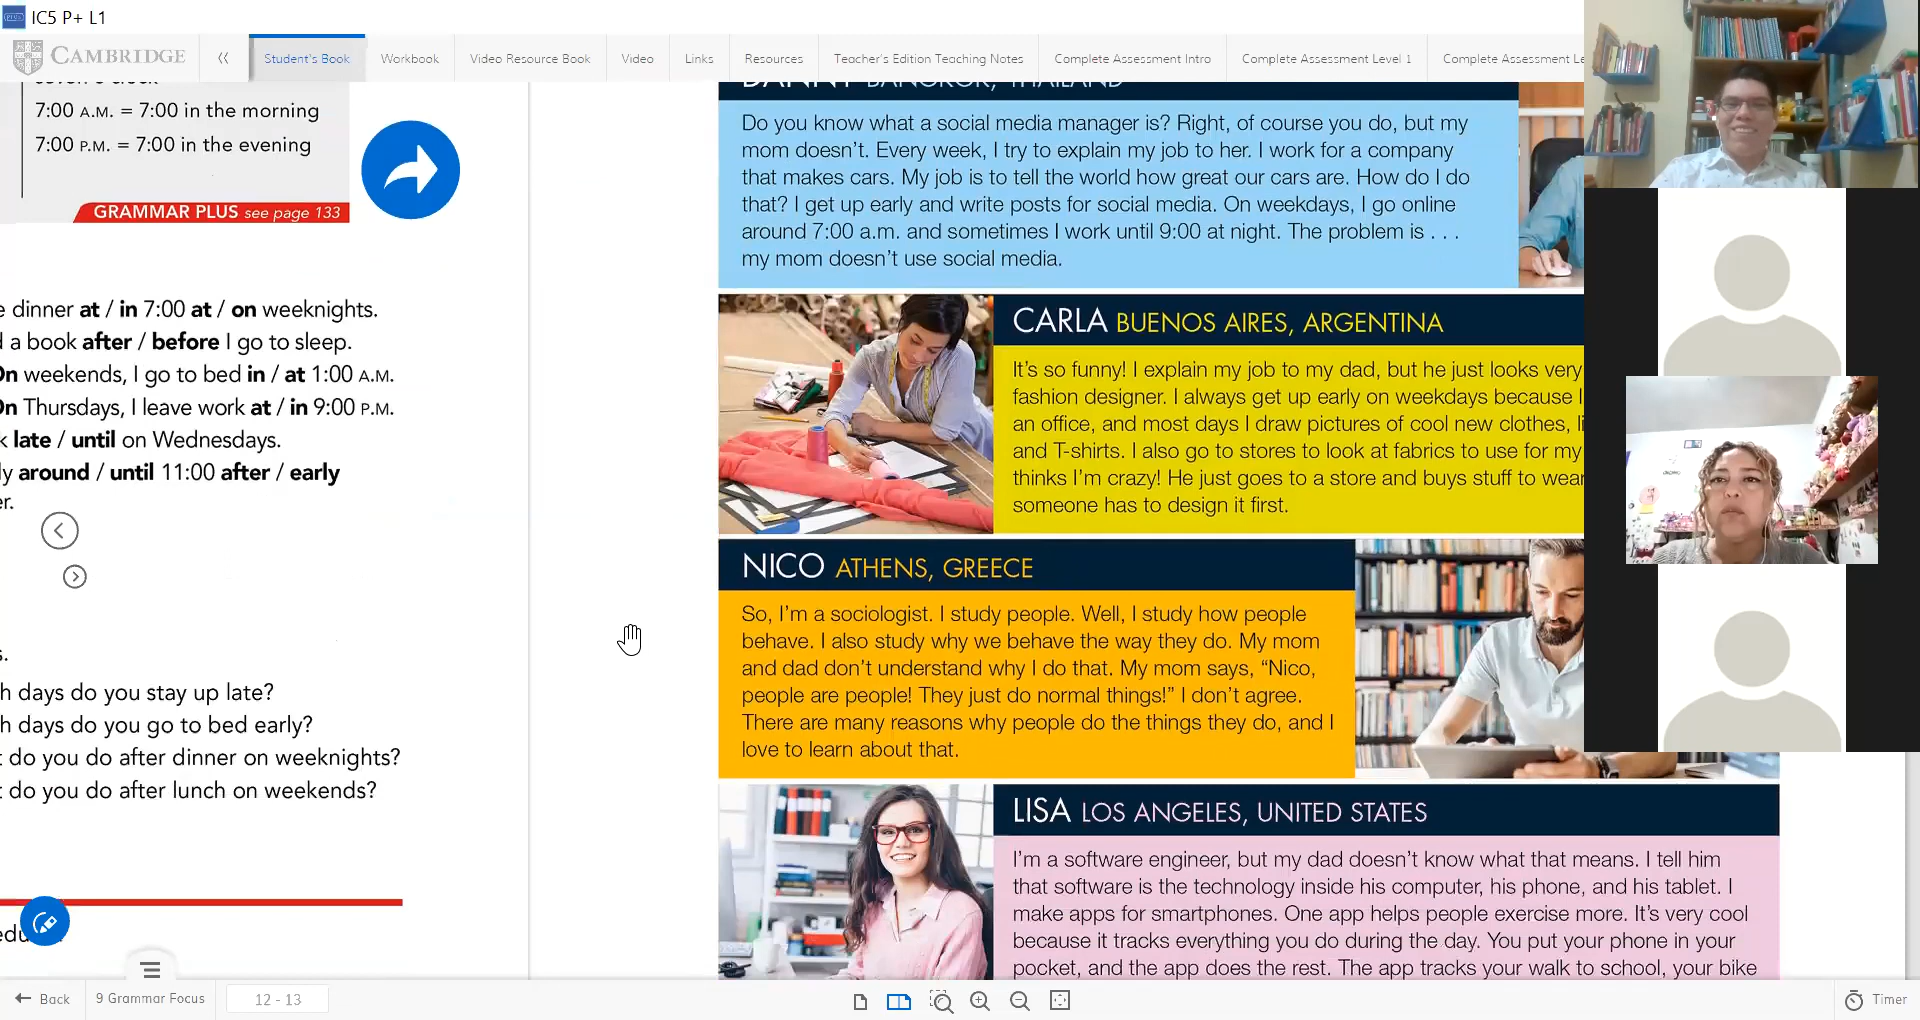 IC5 P+ L1
CAMBRIDGE
Student's Book
Workbook
Video Resource Book
Video
Links
Resources
Teacher's Edition Teaching Notes
Complete Assessment Intro
Complete Assessment Level 1
Complete Assessment Le
7:00 A.M. = 7:00 in the morning
7:00 P.M. = 7:00 in the evening
GRAMMAR PLUS see page 133
e dinner at / in 7:00 at / on weeknights.
d a book after / before I go to sleep.
On weekends, I go to bed in / at 1:00 A.M.
On Thursdays, I leave work at / in 9:00 P.M.
k late / until on Wednesdays.
ly around / until 11:00 after / early
er.
s.
h days do you stay up late?
h days do you go to bed early?
t do you do after dinner on weeknights?
t do you do after lunch on weekends?
DANNY BANGKOK, THAILAND
Do you know what a social media manager is? Right, of course you do, but my
mom doesn't. Every week, I try to explain my job to her. I work for a company
that makes cars. My job is to tell the world how great our cars are. How do I do
that? I get up early and write posts for social media. On weekdays, I go online
around 7:00 a.m. and sometimes I work until 9:00 at night. The problem is . . .
my mom doesn't use social media.
CARLA BUENOS AIRES, ARGENTINA
It's so funny! I explain my job to my dad, but he just looks very
fashion designer. I always get up early on weekdays because I
an office, and most days I draw pictures of cool new clothes, li
and T-shirts. I also go to stores to look at fabrics to use for my
thinks I'm crazy! He just goes to a store and buys stuff to wear
someone has to design it first.
NICO ATHENS, GREECE
So, I'm a sociologist. I study people. Well, I study how people
behave. I also study why we behave the way they do. My mom
and dad don't understand why I do that. My mom says, "Nico,
people are people! They just do normal things!" I don't agree.
There are many reasons why people do the things they do, and I
love to learn about that.
LISA LOS ANGELES, UNITED STATES
I'm a software engineer, but my dad doesn't know what that means. I tell him
that software is the technology inside his computer, his phone, and his tablet. I
make apps for smartphones. One app helps people exercise more. It's very cool
because it tracks everything you do during the day. You put your phone in your
pocket, and the app does the rest. The app tracks your walk to school, your bike
Back
9 Grammar Focus
12 - 13
Timer